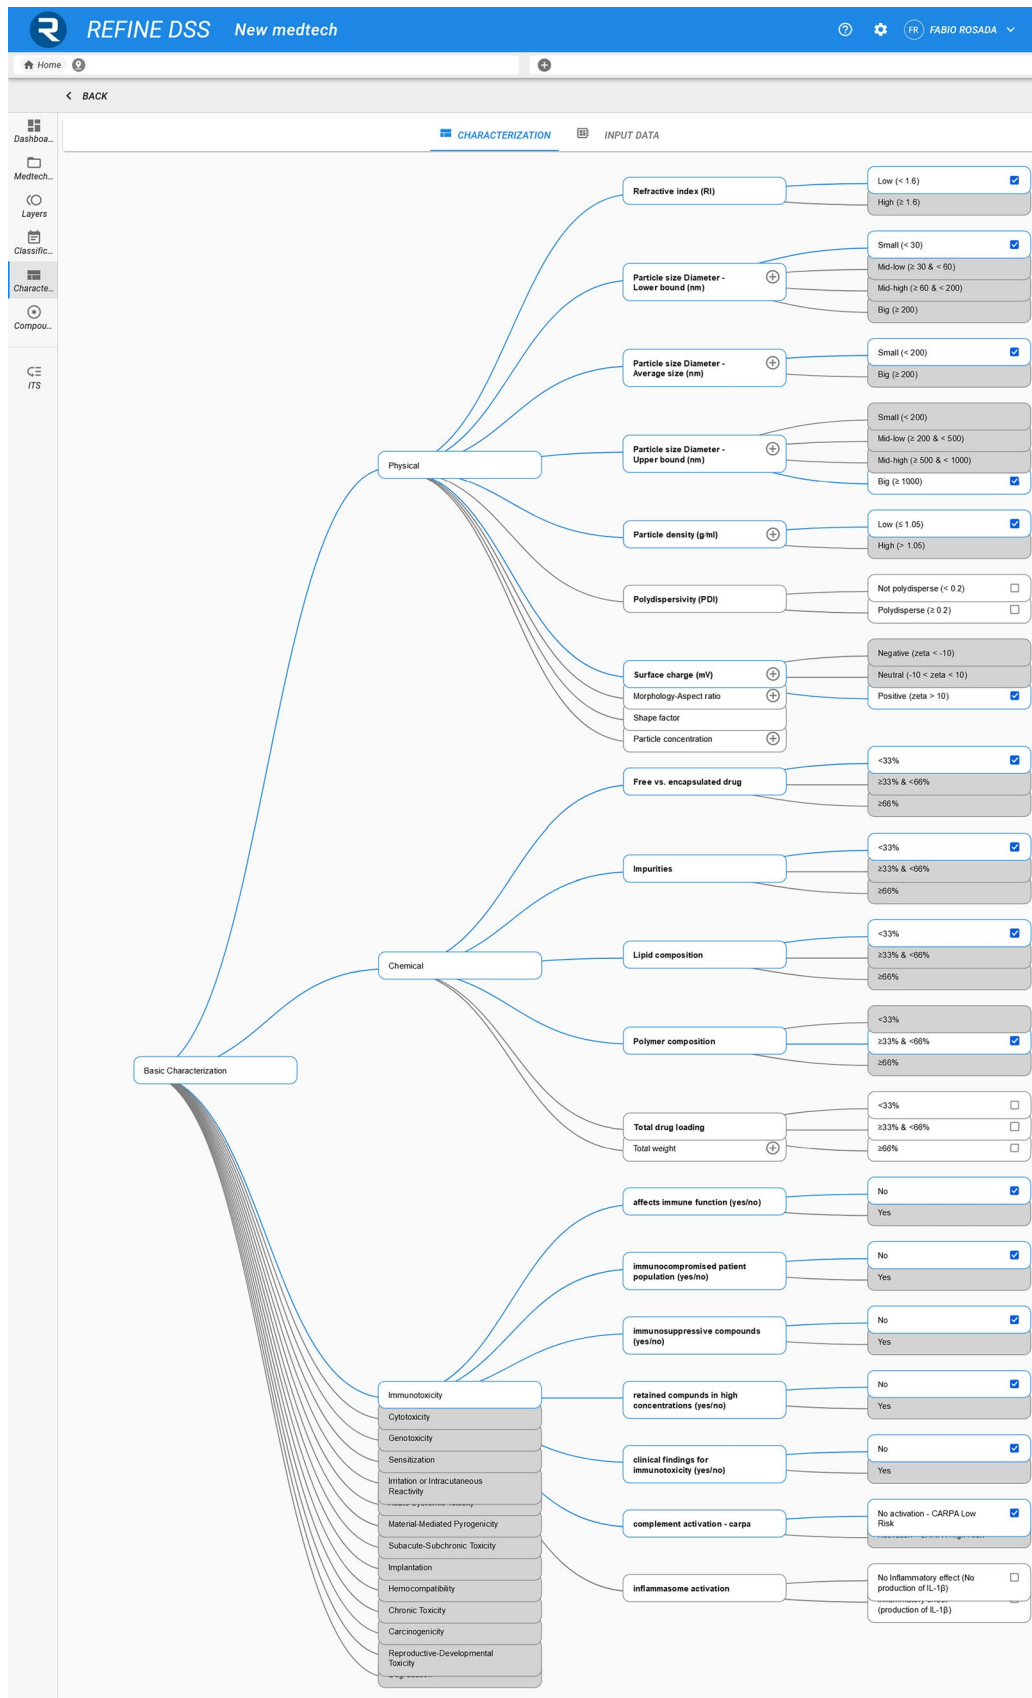 REFINE DSS New medtech
FR FABIO ROSADA
Home
BACK
Dashboa...
Medtech...
Layers
Classific...
Characte...
Compou...
ITS
CHARACTERIZATION
INPUT DATA
Refractive index (RI)
Low (< 1.6)
High (≥ 1.6)
Particle size Diameter -
Lower bound (nm)
Small (< 30)
Mid-low (≥ 30 & < 60)
Mid-high (≥ 60 & < 200)
Big (≥ 200)
Particle size Diameter -
Average size (nm)
Small (< 200)
Big (≥ 200)
Physical
Particle size Diameter -
Upper bound (nm)
Small (< 200)
Mid-low (≥ 200 & < 500)
Mid-high (≥ 500 & < 1000)
Big (≥ 1000)
Particle density (g/ml)
Low (≤ 1.05)
High (> 1.05)
Polydispersivity (PDI)
Not polydisperse (< 0.2)
Polydisperse (≥ 0.2)
Surface charge (mV)
Negative (zeta < -10)
Neutral (-10 < zeta < 10)
Positive (zeta > 10)
Morphology-Aspect ratio
Shape factor
Particle concentration
Free vs. encapsulated drug
<33%
≥33% & <66%
≥66%
Impurities
<33%
≥33% & <66%
≥66%
Chemical
Lipid composition
<33%
≥33% & <66%
≥66%
Polymer composition
<33%
≥33% & <66%
≥66%
Basic Characterization
Total drug loading
<33%
≥33% & <66%
≥66%
Total weight
affects immune function (yes/no)
No
Yes
immunocompromised patient
population (yes/no)
No
Yes
immunosuppressive compounds
(yes/no)
No
Yes
Immunotoxicity
Cytotoxicity
Genotoxicity
Sensitization
Irritation or Intracutaneous
Reactivity
Material-Mediated Pyrogenicity
Subacute-Subchronic Toxicity
Implantation
Hemocompatibility
Chronic Toxicity
Carcinogenicity
Reproductive-Developmental
Toxicity
retained compunds in high
concentrations (yes/no)
No
Yes
clinical findings for
immunotoxicity (yes/no)
No
Yes
complement activation - carpa
No activation - CARPA Low
Risk
inflammasome activation
No Inflammatory effect (No
production of IL-1β)
(production of IL-1β)